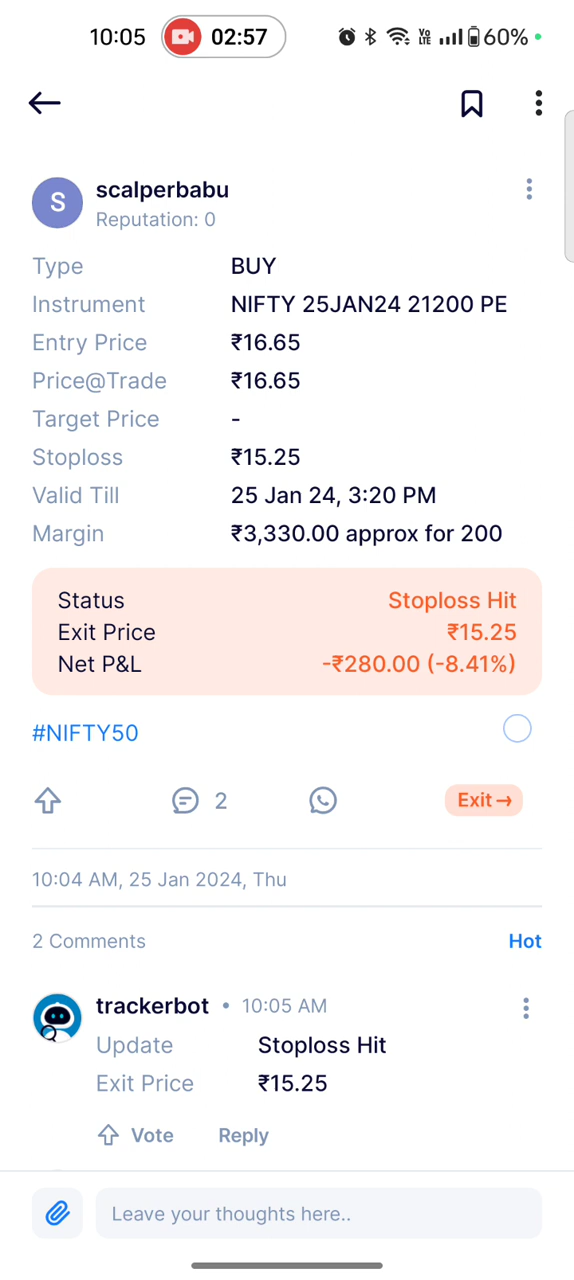 10:05 02:57 VoLTE 60%
S scalperbabu
Reputation: 0
Type BUY
Instrument NIFTY 25JAN24 21200 PE
Entry Price ₹16.65
Price@Trade ₹16.65
Target Price -
Stoploss ₹15.25
Valid Till 25 Jan 24, 3:20 PM
Margin ₹3,330.00 approx for 200
Status Stoploss Hit
Exit Price ₹15.25
Net P&L -₹280.00 (-8.41%)
#NIFTY50
2 Exit→
10:04 AM, 25 Jan 2024, Thu
2 Comments Hot
trackerbot • 10:05 AM
Update Stoploss Hit
Exit Price ₹15.25
Vote Reply
Leave your thoughts here..